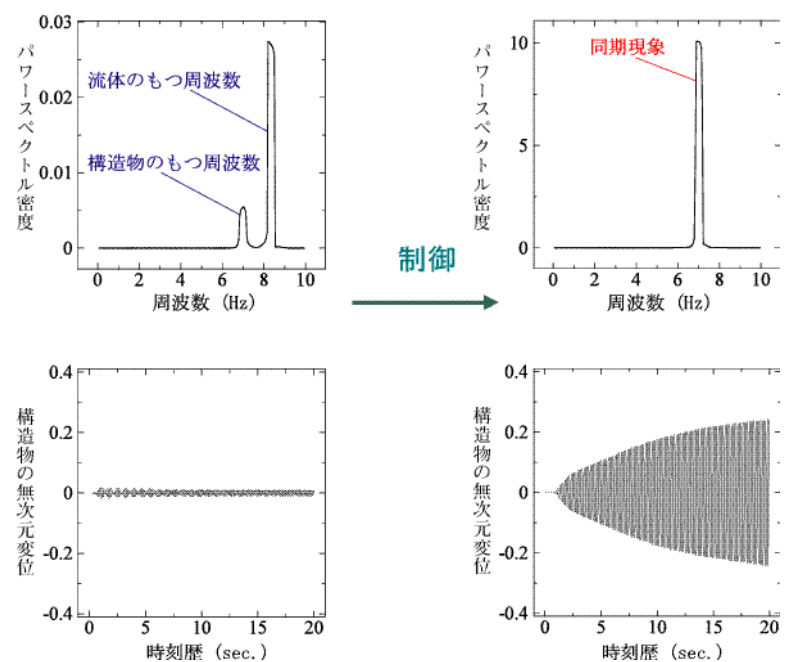 0.03
0.02
0.01
0
パワースペクトル密度
流体のもつ周波数
構造物のもつ周波数
0 2 4 6 8 10
周波数 (Hz)
制御
10
5
0
パワースペクトル密度
同期現象
0 2 4 6 8 10
周波数 (Hz)
0.4
0.2
0
-0.2
-0.4
構造物の無次元変位
0 5 10 15 20
時刻歴 (sec.)
0.4
0.2
0
-0.2
-0.4
構造物の無次元変位
0 5 10 15 20
時刻歴 (sec.)